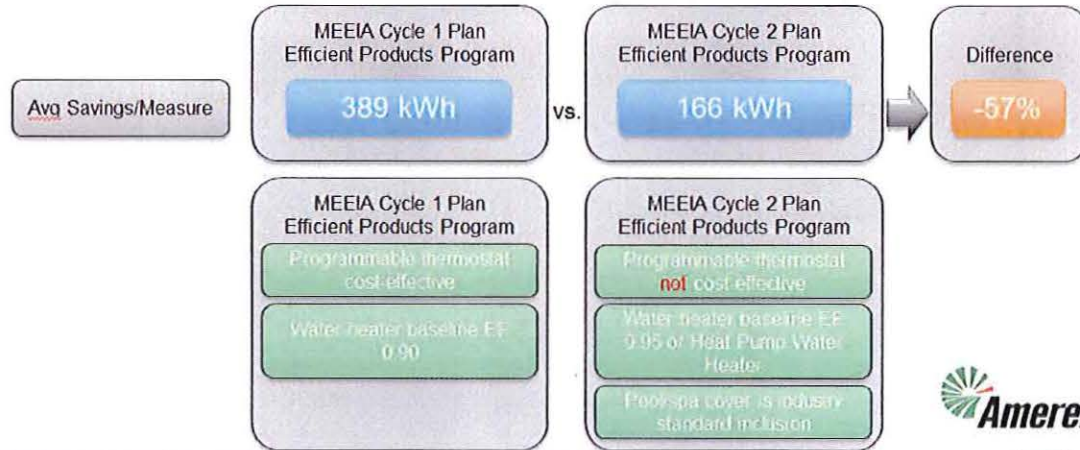 MEEIA Cycle 1 Plan
Efficient Products Program
389 kWh
vs.
MEEIA Cycle 2 Plan
Efficient Products Program
166 kWh
Difference
-57%
Avg Savings/Measure
MEEIA Cycle 1 Plan
Efficient Products Program
Programmable thermostat
cost-effective
Water heater baseline EF
0.90
MEEIA Cycle 2 Plan
Efficient Products Program
Programmable thermostat
not cost-effective
Water heater baseline EF
0.95 or Heat Pump Water
Heater
Pool/spa cover is industry
standard inclusion